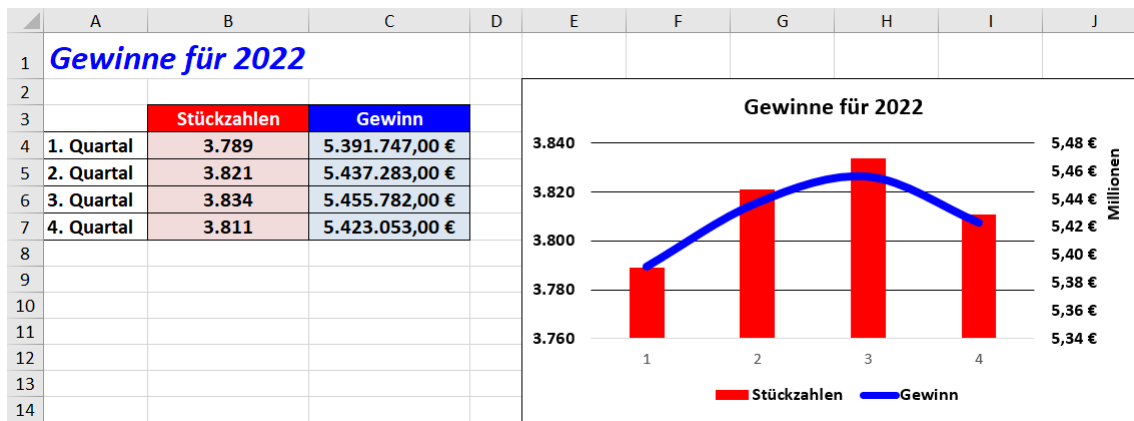 A B C D E F G H I J
1 Gewinne für 2022
2
3 Stückzahlen Gewinn
4 1. Quartal 3.789 5.391.747,00 €
5 2. Quartal 3.821 5.437.283,00 €
6 3. Quartal 3.834 5.455.782,00 €
7 4. Quartal 3.811 5.423.053,00 €
8
9
10
11
12
13
14
Gewinne für 2022
3.840
3.820
3.800
3.780
3.760
5,48 €
5,46 €
5,44 €
5,42 €
5,40 €
5,38 €
5,36 €
5,34 €
Millionen
1 2 3 4
Stückzahlen Gewinn